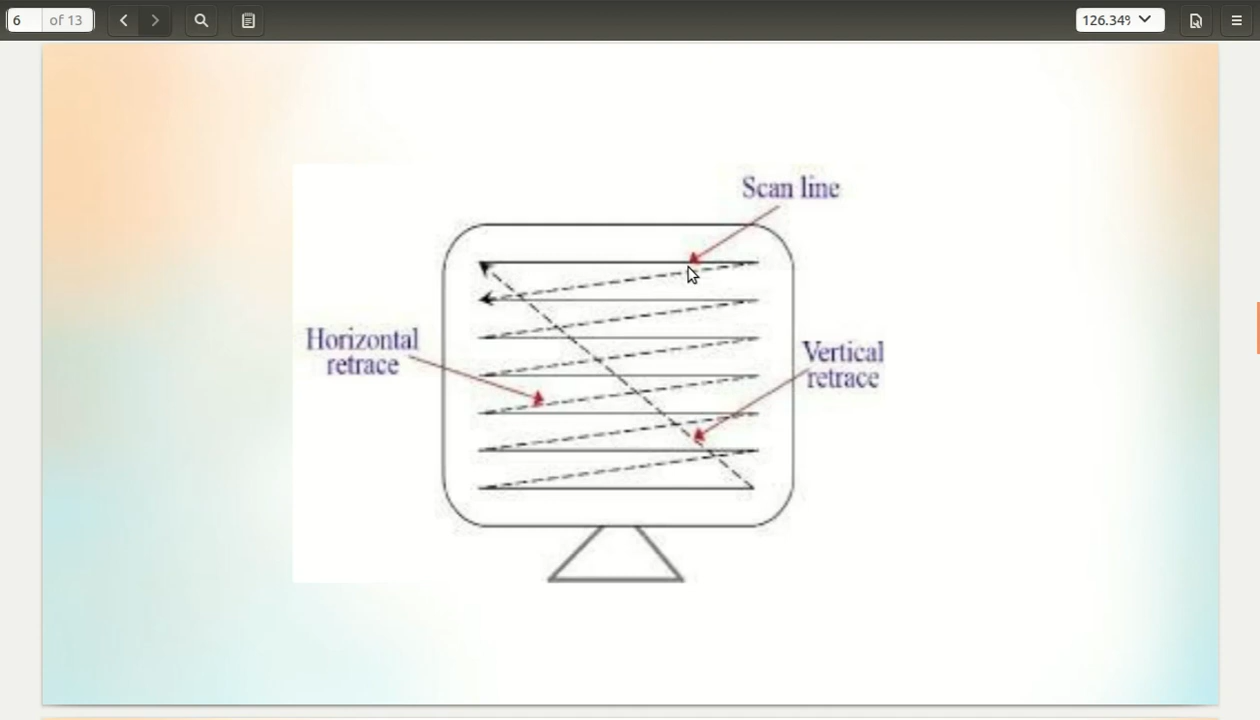 6 of 13
126.34%
Scan line
Horizontal
retrace
Vertical
retrace